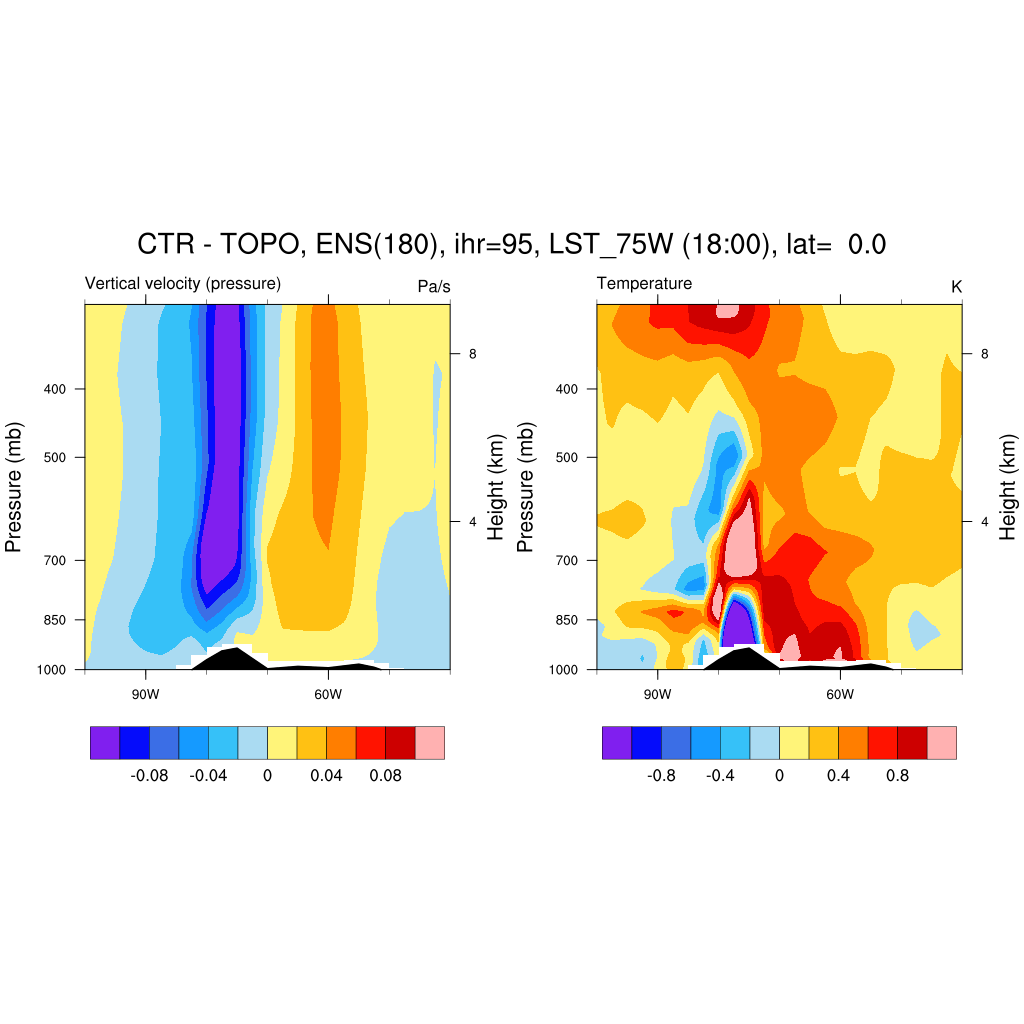 CTR - TOPO, ENS(180), ihr=95, LST_75W (18:00), lat=  0.0
Vertical velocity (pressure) Pa/s
Pressure (mb)
400
500
700
850
1000
90W 60W
8
4
Height (km)
-0.08 -0.04 0 0.04 0.08
Temperature K
Pressure (mb)
400
500
700
850
1000
90W 60W
8
4
Height (km)
-0.8 -0.4 0 0.4 0.8